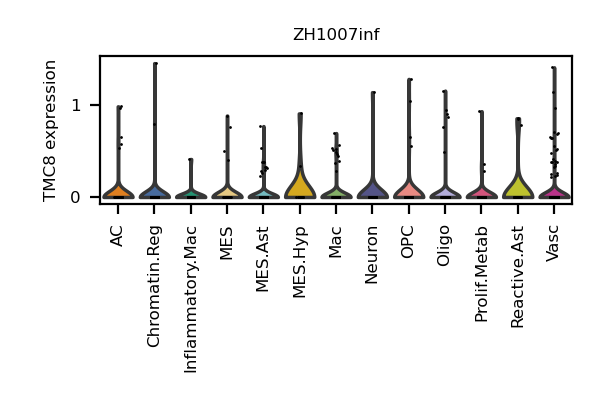 ZH1007inf
TMC8 expression
1
0
AC
Chromatin.Reg
Inflammatory.Mac
MES
MES.Ast
MES.Hyp
Mac
Neuron
OPC
Oligo
Prolif.Metab
Reactive.Ast
Vasc